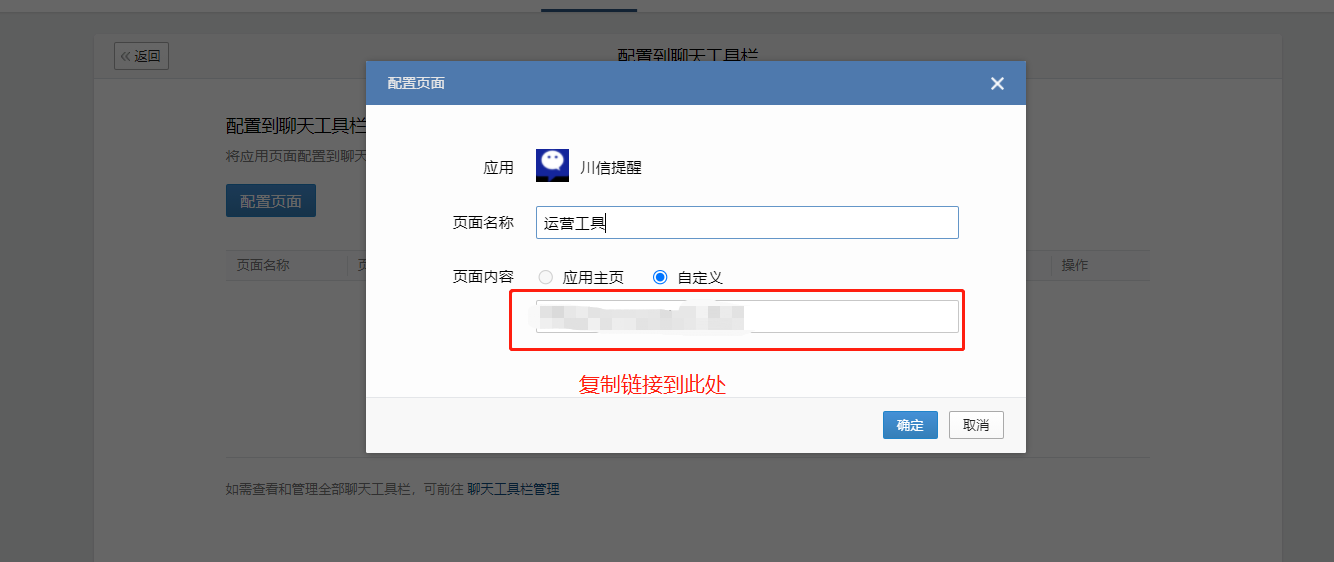 返回
配置到聊天工具栏
配置页面
配置到聊天工具栏
将应用页面配置到聊天
配置页面
应用
川信提醒
页面名称
运营工具
页面内容
应用主页
自定义
页面名称
操作
复制链接到此处
确定
取消
如需查看和管理全部聊天工具栏，可前往 聊天工具栏管理